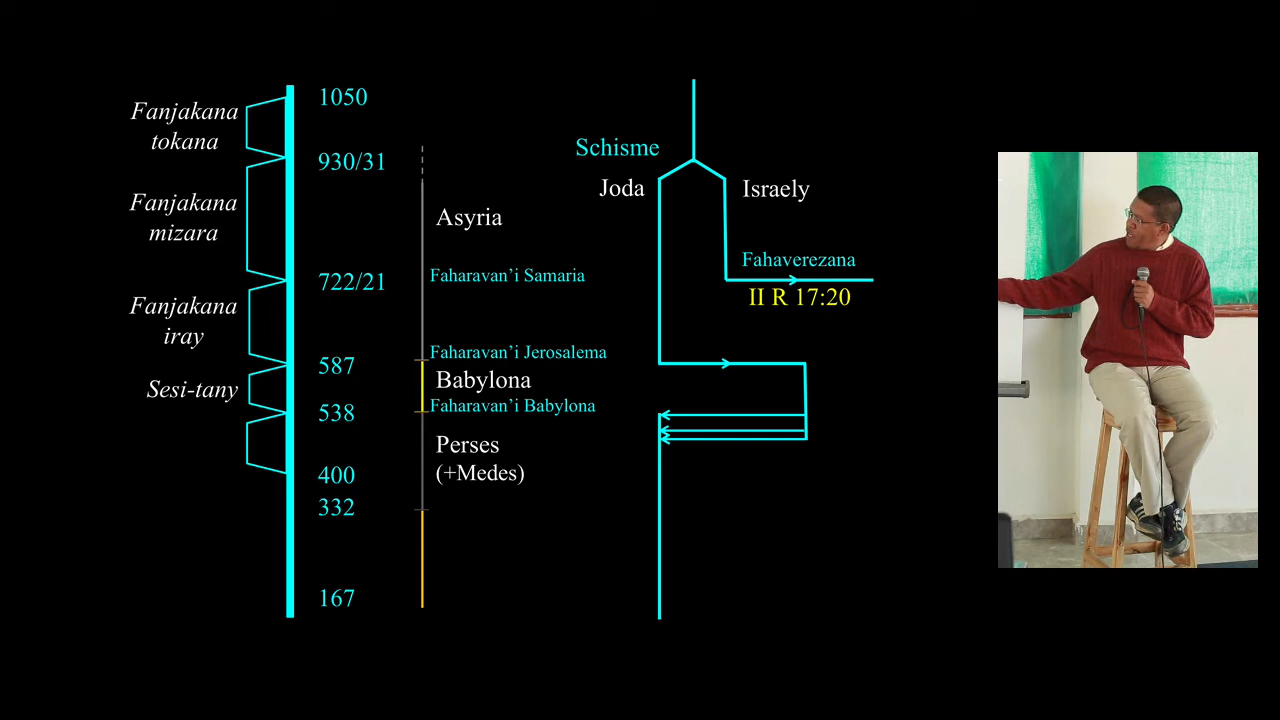 Fanjakana
tokana
Fanjakana
mizara
Fanjakana
iray
Sesi-tany
1050
930/31
722/21
587
538
400
332
167
Asyria
Faharavan'i Samaria
Faharavan'i Jerosalema
Babylona
Faharavan'i Babylona
Perses
(+Medes)
Schisme
Joda
Israely
Fahaverezana
II R 17:20